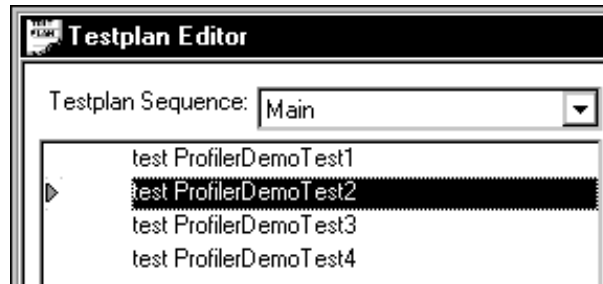 Testplan Editor
Testplan Sequence: Main
test ProfilerDemoTest1
test ProfilerDemoTest2
test ProfilerDemoTest3
test ProfilerDemoTest4